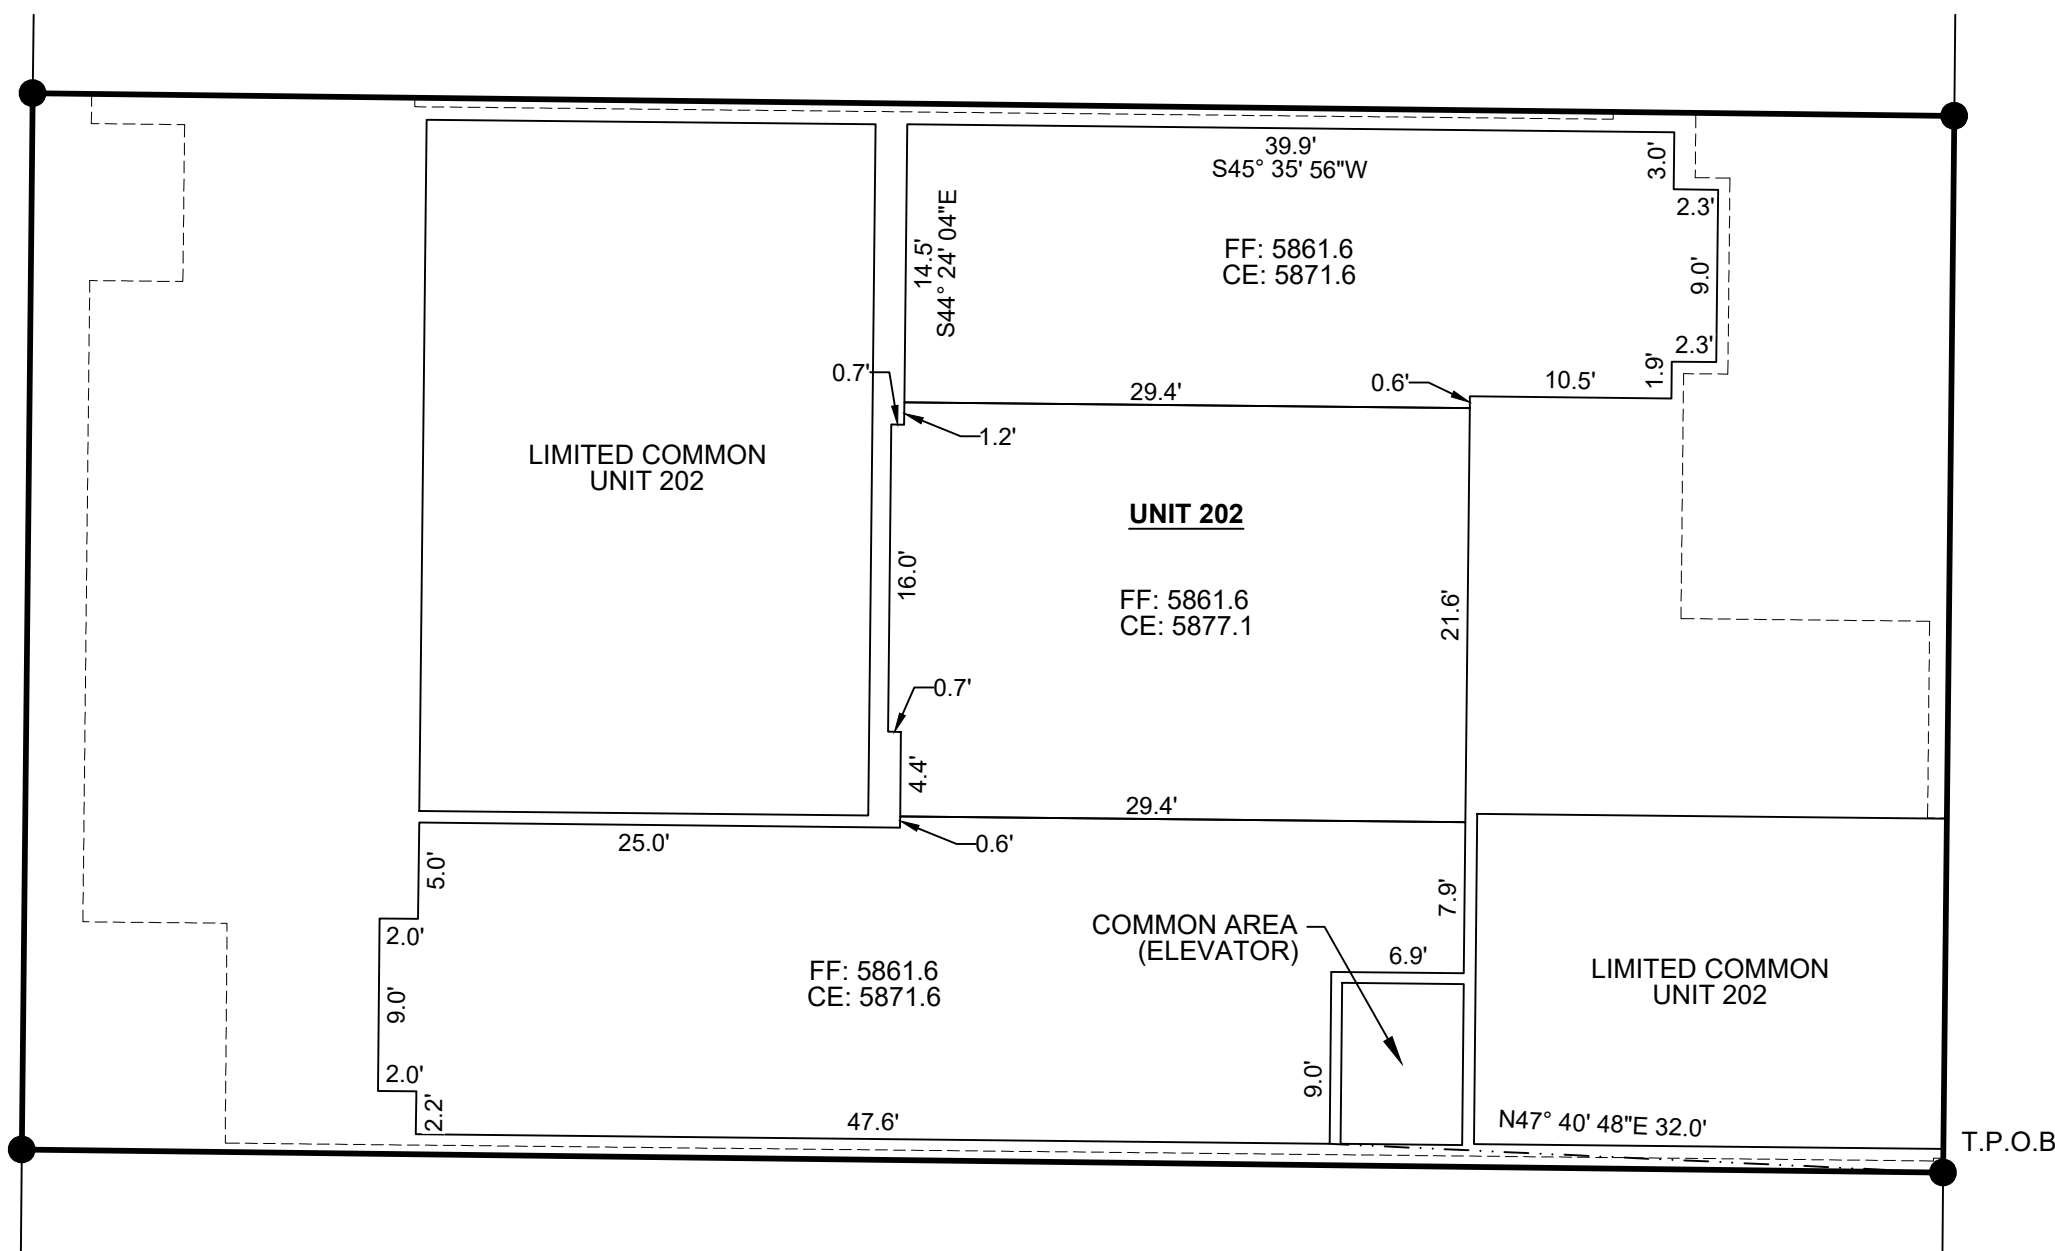 39.9'
S45° 35' 56"W
3.0'
2.3'
14.5'
S44° 24' 04"E
FF: 5861.6
CE: 5871.6
9.0'
2.3'
1.9'
0.7'
29.4'
0.6'
10.5'
1.2'
LIMITED COMMON
UNIT 202
UNIT 202
16.0'
FF: 5861.6
CE: 5877.1
21.6'
0.7'
4.4'
29.4'
25.0'
0.6'
5.0'
7.9'
2.0'
COMMON AREA
(ELEVATOR)
6.9'
FF: 5861.6
CE: 5871.6
LIMITED COMMON
UNIT 202
9.0'
2.0'
9.0'
2.2'
47.6'
N47° 40' 48"E 32.0'
T.P.O.B